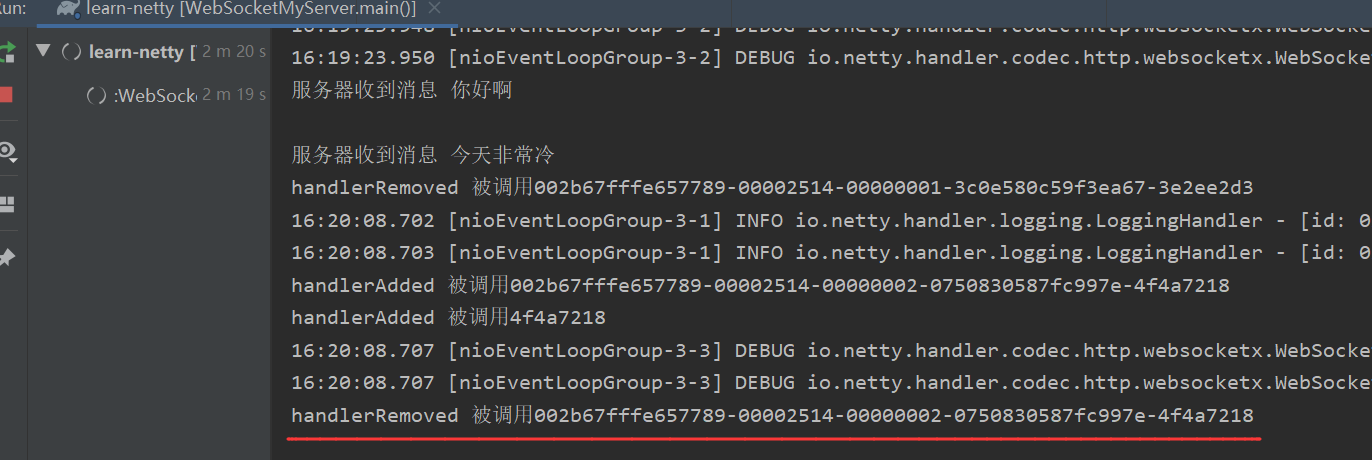 Run: learn-netty [WebSocketMyServer.main()]
learn-netty [ 2 m 20 s
:WebSock 2 m 19 s
16:19:23.948 [nioEventLoopGroup-3-2] DEBUG io.netty.handler.codec.http.websocketx.WebSocke
16:19:23.950 [nioEventLoopGroup-3-2] DEBUG io.netty.handler.codec.http.websocketx.WebSocke
服务器收到消息 你好啊
服务器收到消息 今天非常冷
handlerRemoved 被调用002b67fffe657789-00002514-00000001-3c0e580c59f3ea67-3e2ee2d3
16:20:08.702 [nioEventLoopGroup-3-1] INFO io.netty.handler.logging.LoggingHandler - [id: 0
16:20:08.703 [nioEventLoopGroup-3-1] INFO io.netty.handler.logging.LoggingHandler - [id: 0
handlerAdded 被调用002b67fffe657789-00002514-00000002-0750830587fc997e-4f4a7218
handlerAdded 被调用4f4a7218
16:20:08.707 [nioEventLoopGroup-3-3] DEBUG io.netty.handler.codec.http.websocketx.WebSocke
16:20:08.707 [nioEventLoopGroup-3-3] DEBUG io.netty.handler.codec.http.websocketx.WebSocke
handlerRemoved 被调用002b67fffe657789-00002514-00000002-0750830587fc997e-4f4a7218